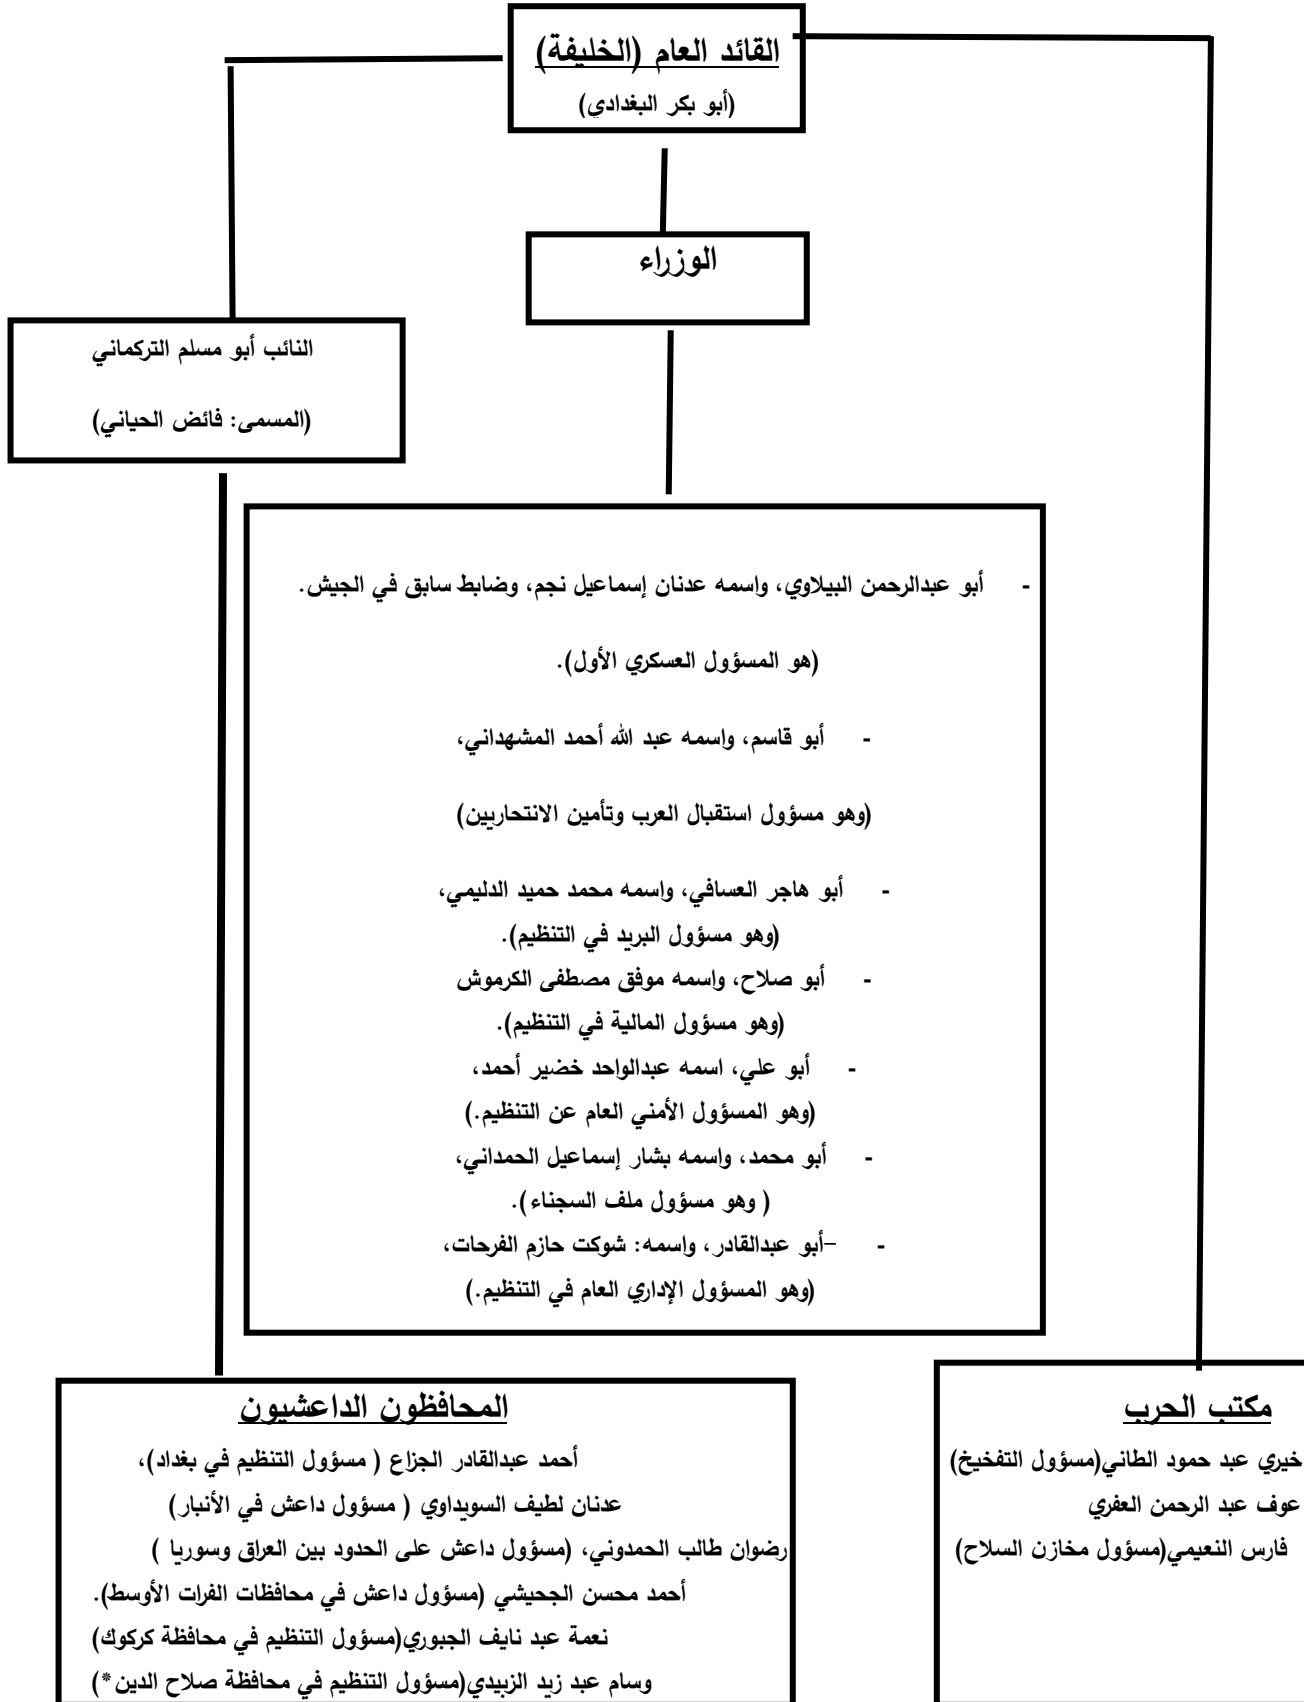 القائد العام (الخليفة)
(أبو بكر البغدادي)
الوزراء
النائب أبو مسلم التركماني
(المسمى: فائض الحياني)
- أبو عبدالرحمن البيلاوي، واسمه عدنان إسماعيل نجم، وضابط سابق في الجيش.
(هو المسؤول العسكري الأول).
- أبو قاسم، واسمه عبد الله أحمد المشهداني،
(وهو مسؤول استقبال العرب وتأمين الانتحاريين)
- أبو هاجر العسافي، واسمه محمد حميد الدليمي،
(وهو مسؤول البريد في التنظيم).
- أبو صلاح، واسمه موفق مصطفى الكرموش
(وهو مسؤول المالية في التنظيم).
- أبو علي، اسمه عبدالواحد خضير أحمد،
(وهو المسؤول الأمني العام عن التنظيم.)
- أبو محمد، واسمه بشار إسماعيل الحمداني،
( وهو مسؤول ملف السجناء).
- –أبو عبدالقادر، واسمه: شوكت حازم الفرحات،
(وهو المسؤول الإداري العام في التنظيم.)
مكتب الحرب
خيري عبد حمود الطائي(مسؤول التفخيخ)
عوف عبد الرحمن العفري
فارس النعيمي(مسؤول مخازن السلاح)
المحافظون الداعشيون
أحمد عبدالقادر الجزاع ( مسؤول التنظيم في بغداد)،
عدنان لطيف السويداوي ( مسؤول داعش في الأنبار)
رضوان طالب الحمدوني، (مسؤول داعش على الحدود بين العراق وسوريا )
أحمد محسن الجحيشي (مسؤول داعش في محافظات الفرات الأوسط).
نعمة عبد نايف الجبوري(مسؤول التنظيم في محافظة كركوك)
وسام عبد زيد الزبيدي(مسؤول التنظيم في محافظة صلاح الدين*)